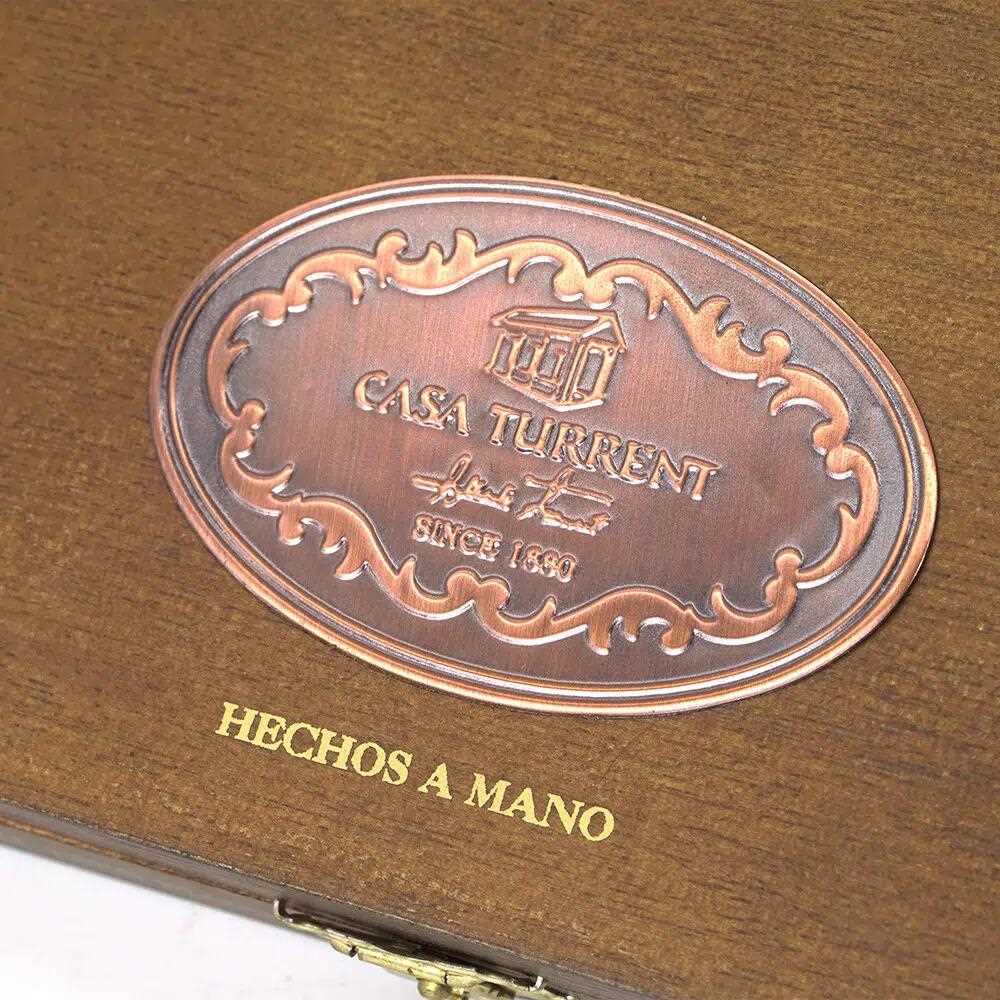 CASA TURRENT
SINCE 1880
HECHOS A MANO